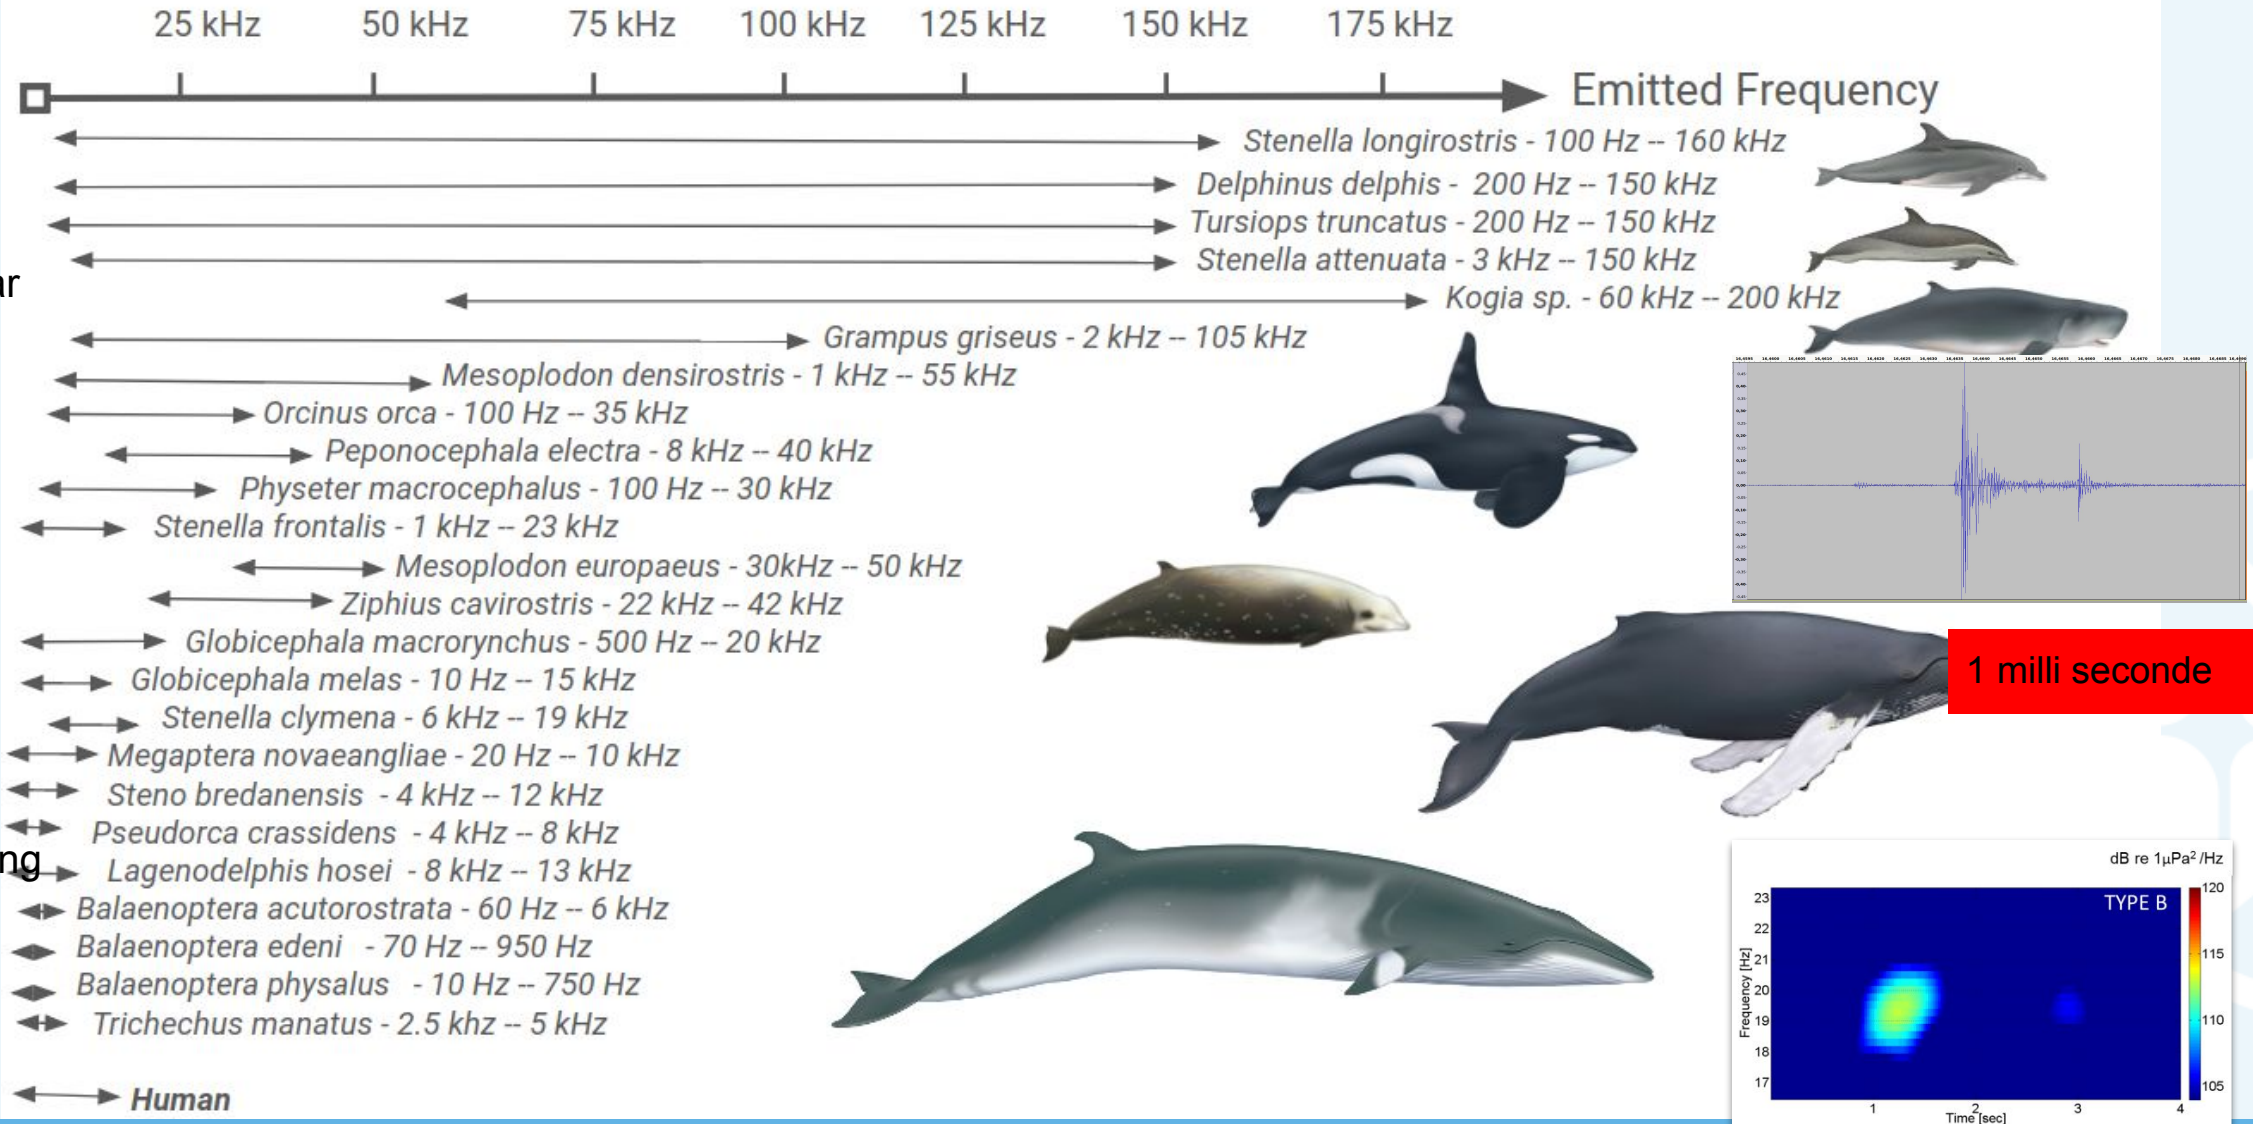 25 kHz 50 kHz 75 kHz 100 kHz 125 kHz 150 kHz 175 kHz
Emitted Frequency
Stenella longirostris - 100 Hz -- 160 kHz
Delphinus delphis - 200 Hz -- 150 kHz
Tursiops truncatus - 200 Hz -- 150 kHz
Stenella attenuata - 3 kHz -- 150 kHz
ar
Kogia sp. - 60 kHz -- 200 kHz
Grampus griseus - 2 kHz -- 105 kHz
Mesoplodon densirostris - 1 kHz -- 55 kHz
Orcinus orca - 100 Hz -- 35 kHz
Peponocephala electra - 8 kHz -- 40 kHz
Physeter macrocephalus - 100 Hz -- 30 kHz
Stenella frontalis - 1 kHz -- 23 kHz
Mesoplodon europaeus - 30kHz -- 50 kHz
Ziphius cavirostris - 22 kHz -- 42 kHz
Globicephala macrorynchus - 500 Hz -- 20 kHz
1 milli seconde
Globicephala melas - 10 Hz -- 15 kHz
Stenella clymena - 6 kHz -- 19 kHz
Megaptera novaeangliae - 20 Hz -- 10 kHz
Steno bredanensis - 4 kHz -- 12 kHz
Pseudorca crassidens - 4 kHz -- 8 kHz
ng
Lagenodelphis hosei - 8 kHz -- 13 kHz
Balaenoptera acutorostrata - 60 Hz -- 6 kHz
Balaenoptera edeni - 70 Hz -- 950 Hz
Balaenoptera physalus - 10 Hz -- 750 Hz
Trichechus manatus - 2.5 khz -- 5 kHz
Human
dB re 1µPa² /Hz
TYPE B
Frequency [Hz]
23
22
21
20
19
18
17
120
115
110
105
1 2 3 4
Time [sec]